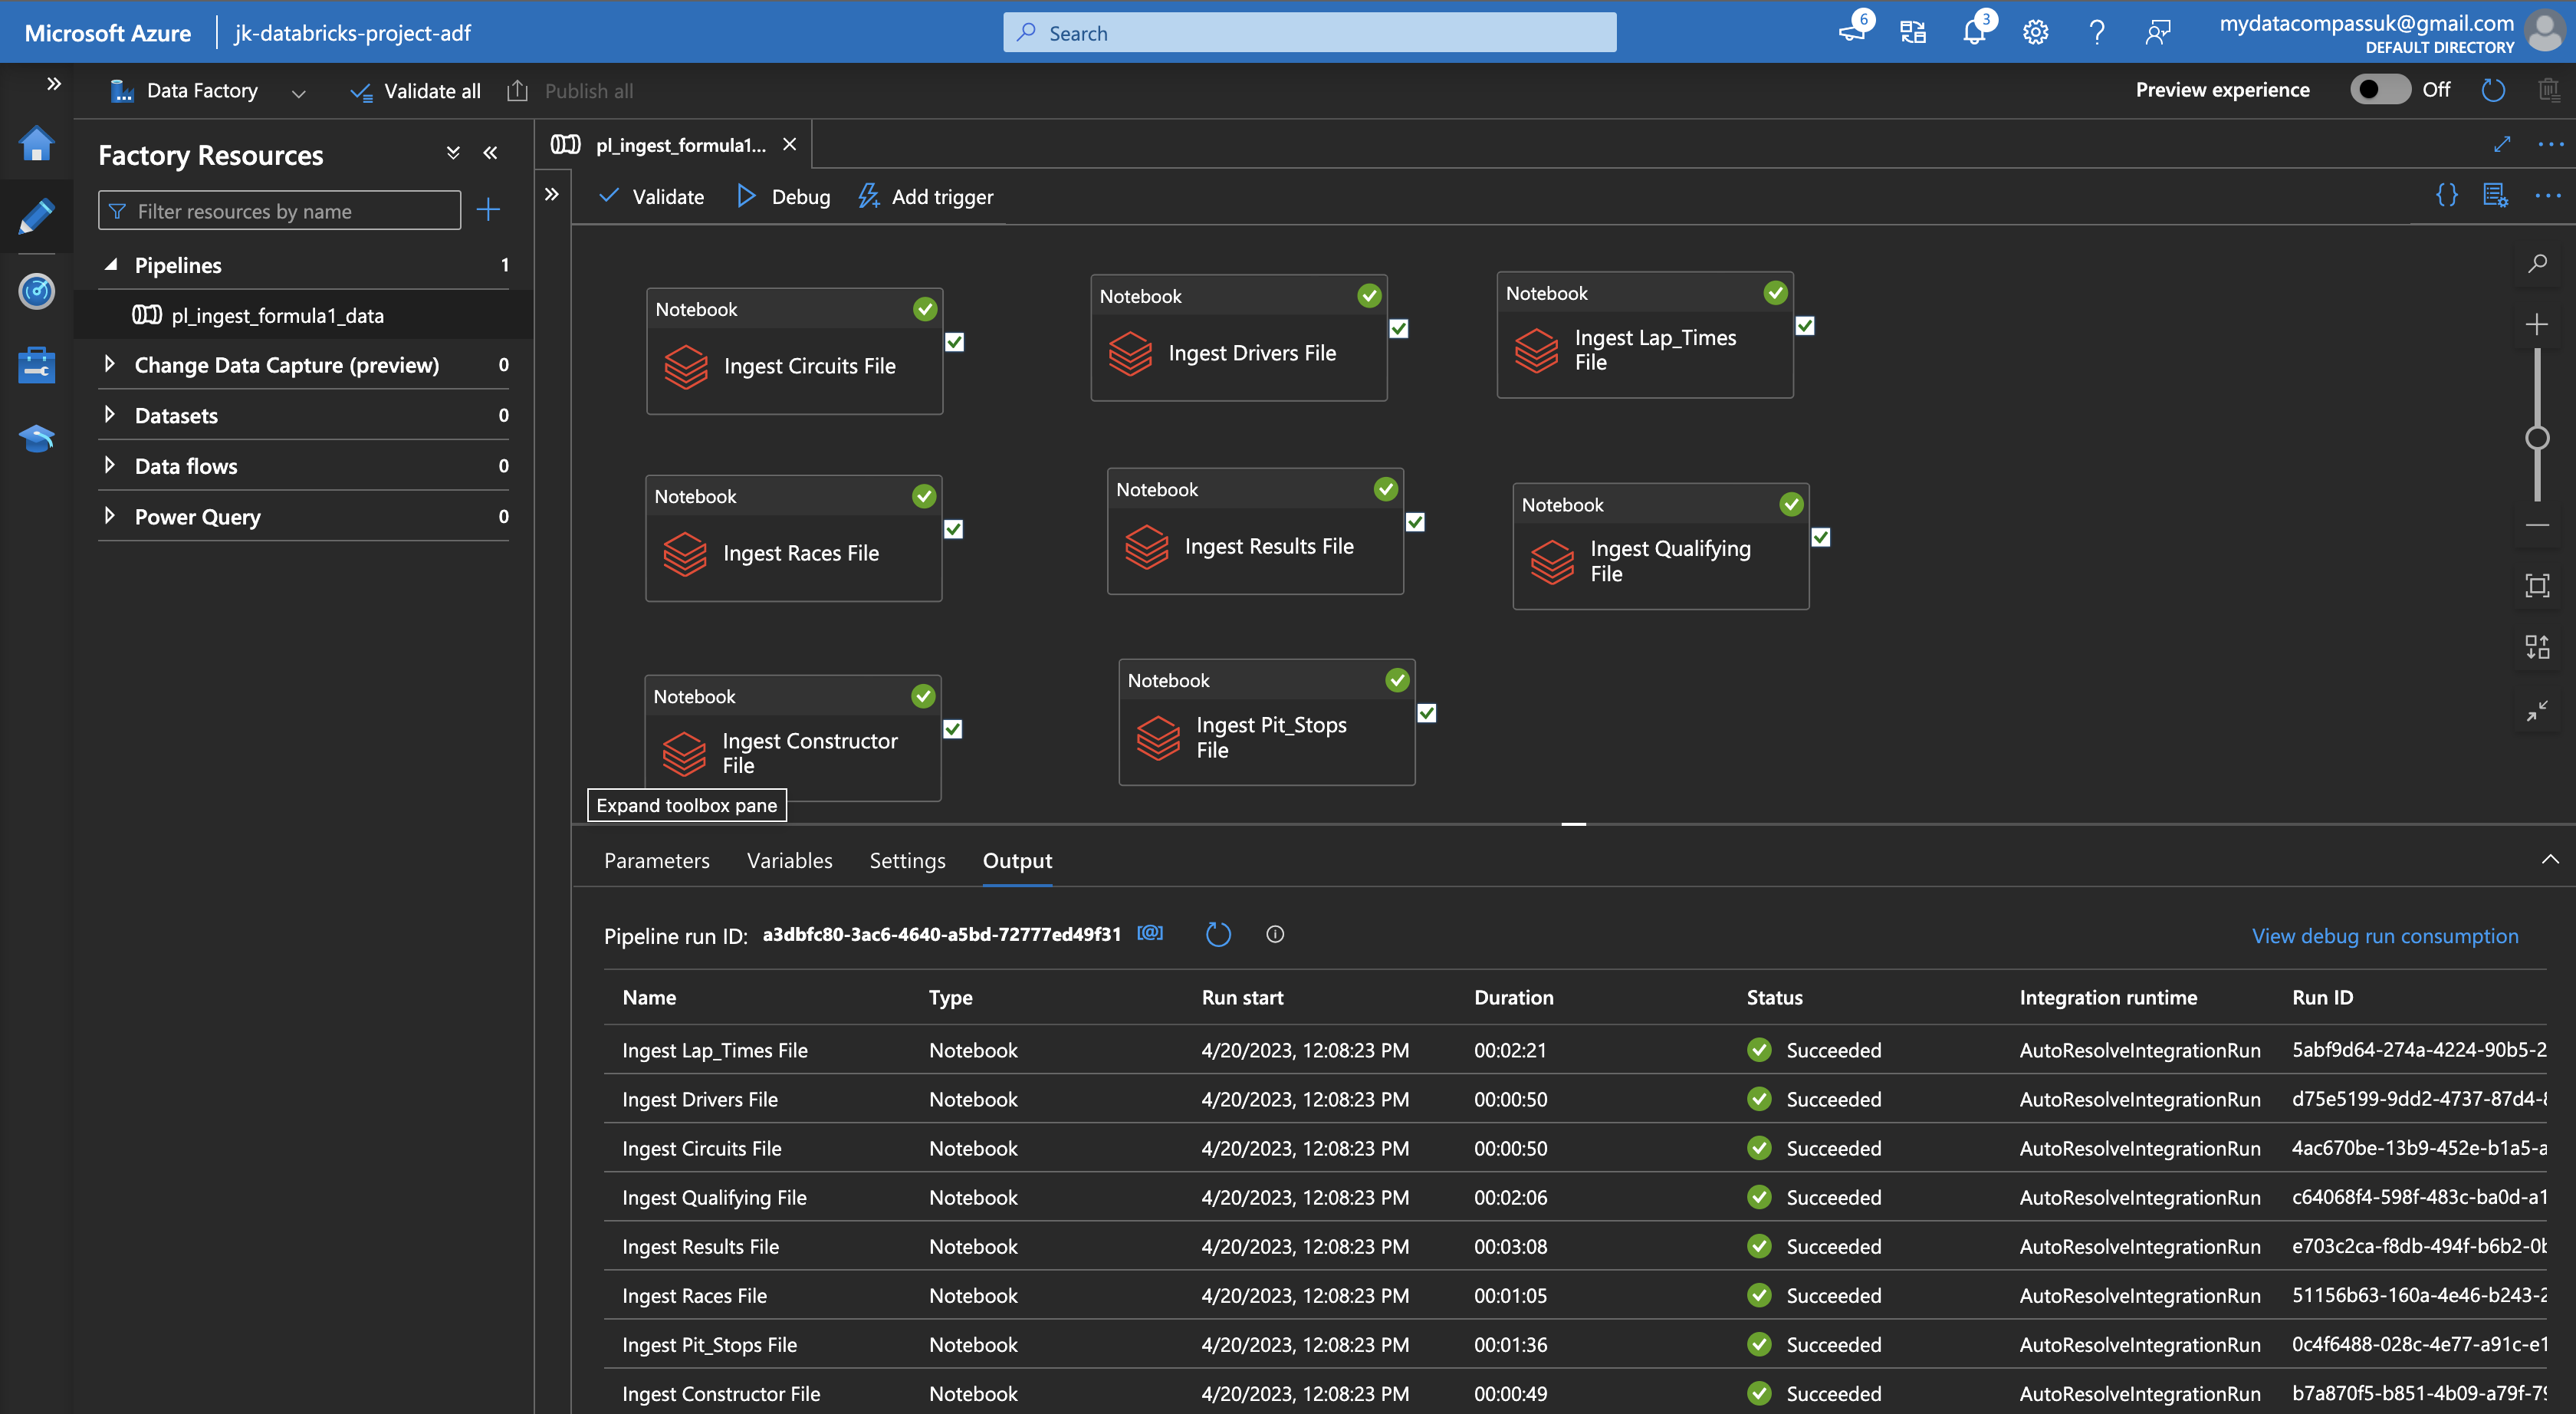 Microsoft Azure
jk-databricks-project-adf
Search
6
3
mydatacompassuk@gmail.com
DEFAULT DIRECTORY
Data Factory
Validate all
Publish all
Preview experience
Off
Factory Resources
Filter resources by name
Pipelines 1
pl_ingest_formula1_data
Change Data Capture (preview) 0
Datasets 0
Data flows 0
Power Query 0
pl_ingest_formula1...
Validate
Debug
Add trigger
Notebook
Ingest Circuits File
Notebook
Ingest Drivers File
Notebook
Ingest Lap_Times
File
Notebook
Ingest Races File
Notebook
Ingest Results File
Notebook
Ingest Qualifying
File
Notebook
Ingest Constructor
File
Notebook
Ingest Pit_Stops
File
Expand toolbox pane
Parameters Variables Settings Output
Pipeline run ID: a3dbfc80-3ac6-4640-a5bd-72777ed49f31
View debug run consumption
Name Type Run start Duration Status Integration runtime Run ID
Ingest Lap_Times File Notebook 4/20/2023, 12:08:23 PM 00:02:21 Succeeded AutoResolveIntegrationRun 5abf9d64-274a-4224-90b5-2
Ingest Drivers File Notebook 4/20/2023, 12:08:23 PM 00:00:50 Succeeded AutoResolveIntegrationRun d75e5199-9dd2-4737-87d4-8
Ingest Circuits File Notebook 4/20/2023, 12:08:23 PM 00:00:50 Succeeded AutoResolveIntegrationRun 4ac670be-13b9-452e-b1a5-a
Ingest Qualifying File Notebook 4/20/2023, 12:08:23 PM 00:02:06 Succeeded AutoResolveIntegrationRun c64068f4-598f-483c-ba0d-a1
Ingest Results File Notebook 4/20/2023, 12:08:23 PM 00:03:08 Succeeded AutoResolveIntegrationRun e703c2ca-f8db-494f-b6b2-0b
Ingest Races File Notebook 4/20/2023, 12:08:23 PM 00:01:05 Succeeded AutoResolveIntegrationRun 51156b63-160a-4e46-b243-2
Ingest Pit_Stops File Notebook 4/20/2023, 12:08:23 PM 00:01:36 Succeeded AutoResolveIntegrationRun 0c4f6488-028c-4e77-a91c-e1
Ingest Constructor File Notebook 4/20/2023, 12:08:23 PM 00:00:49 Succeeded AutoResolveIntegrationRun b7a870f5-b851-4b09-a79f-79